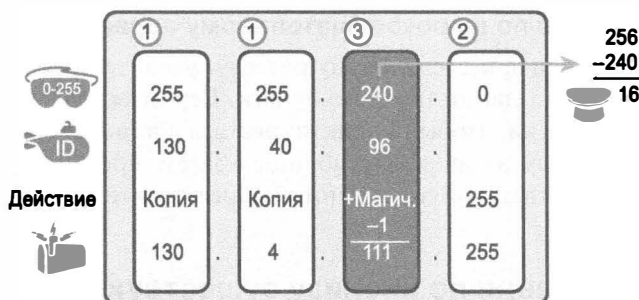 1 1 3 2
256
−240
16
0-255 255 . 255 . 240 . 0
ID 130 . 40 . 96 .
Действие Копия Копия +Магич. 255
−1
130 . 4 . 111 . 255